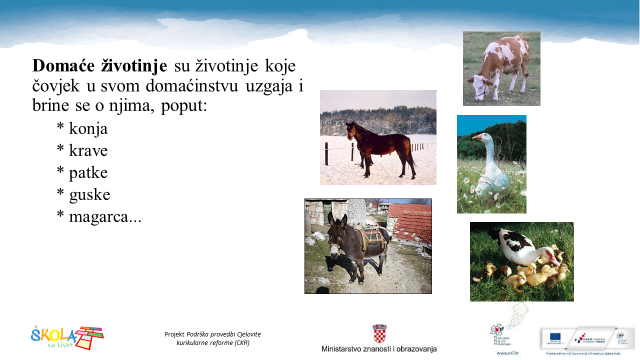 Domaće životinje su životinje koje
čovjek u svom domaćinstvu uzgaja i
brine se o njima, poput:
* konja
* krave
* patke
* guske
* magarca...
ŠKOLA
za život
Projekt Podrška provedbi Cjelovite
kurikularne reforme (CKR)
Ministarstvo znanosti i obrazovanja